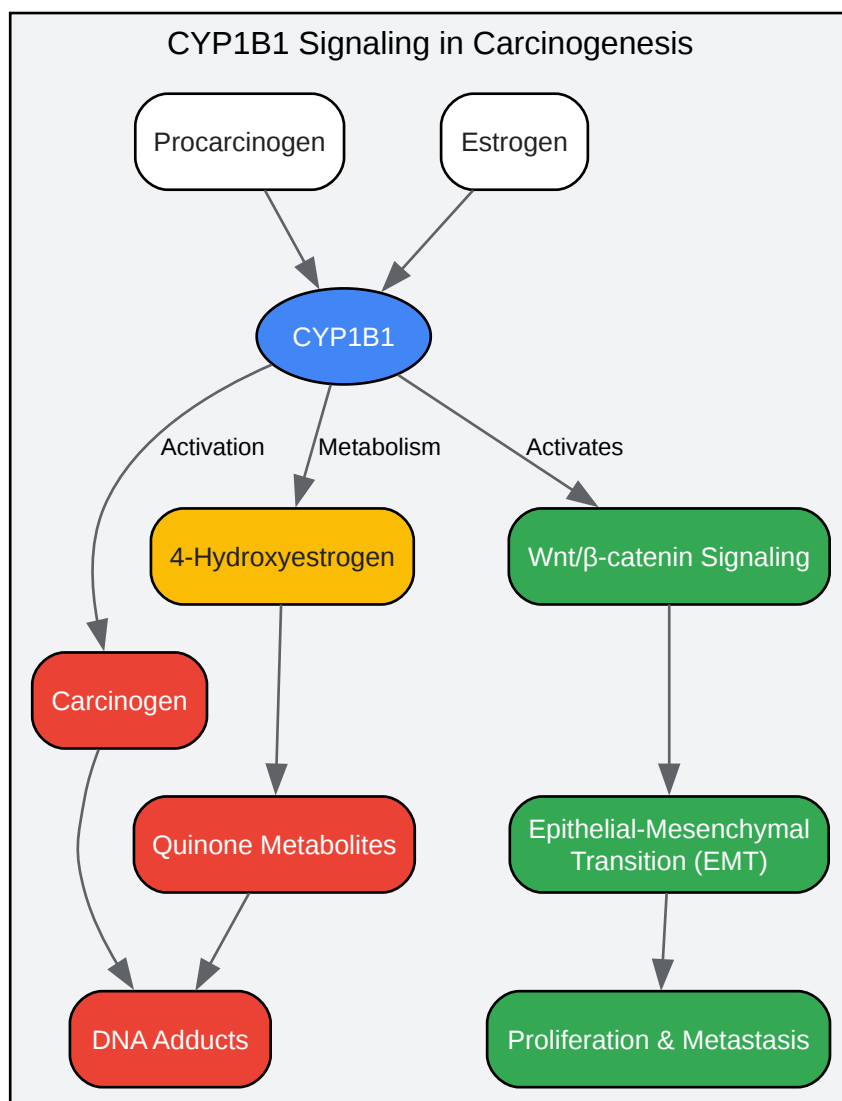 CYP1B1 Signaling in Carcinogenesis
Procarcinogen
Estrogen
CYP1B1
Activation
Metabolism
Activates
4-Hydroxyestrogen
Wnt/β-catenin Signaling
Carcinogen
Quinone Metabolites
Epithelial-Mesenchymal
Transition (EMT)
DNA Adducts
Proliferation & Metastasis